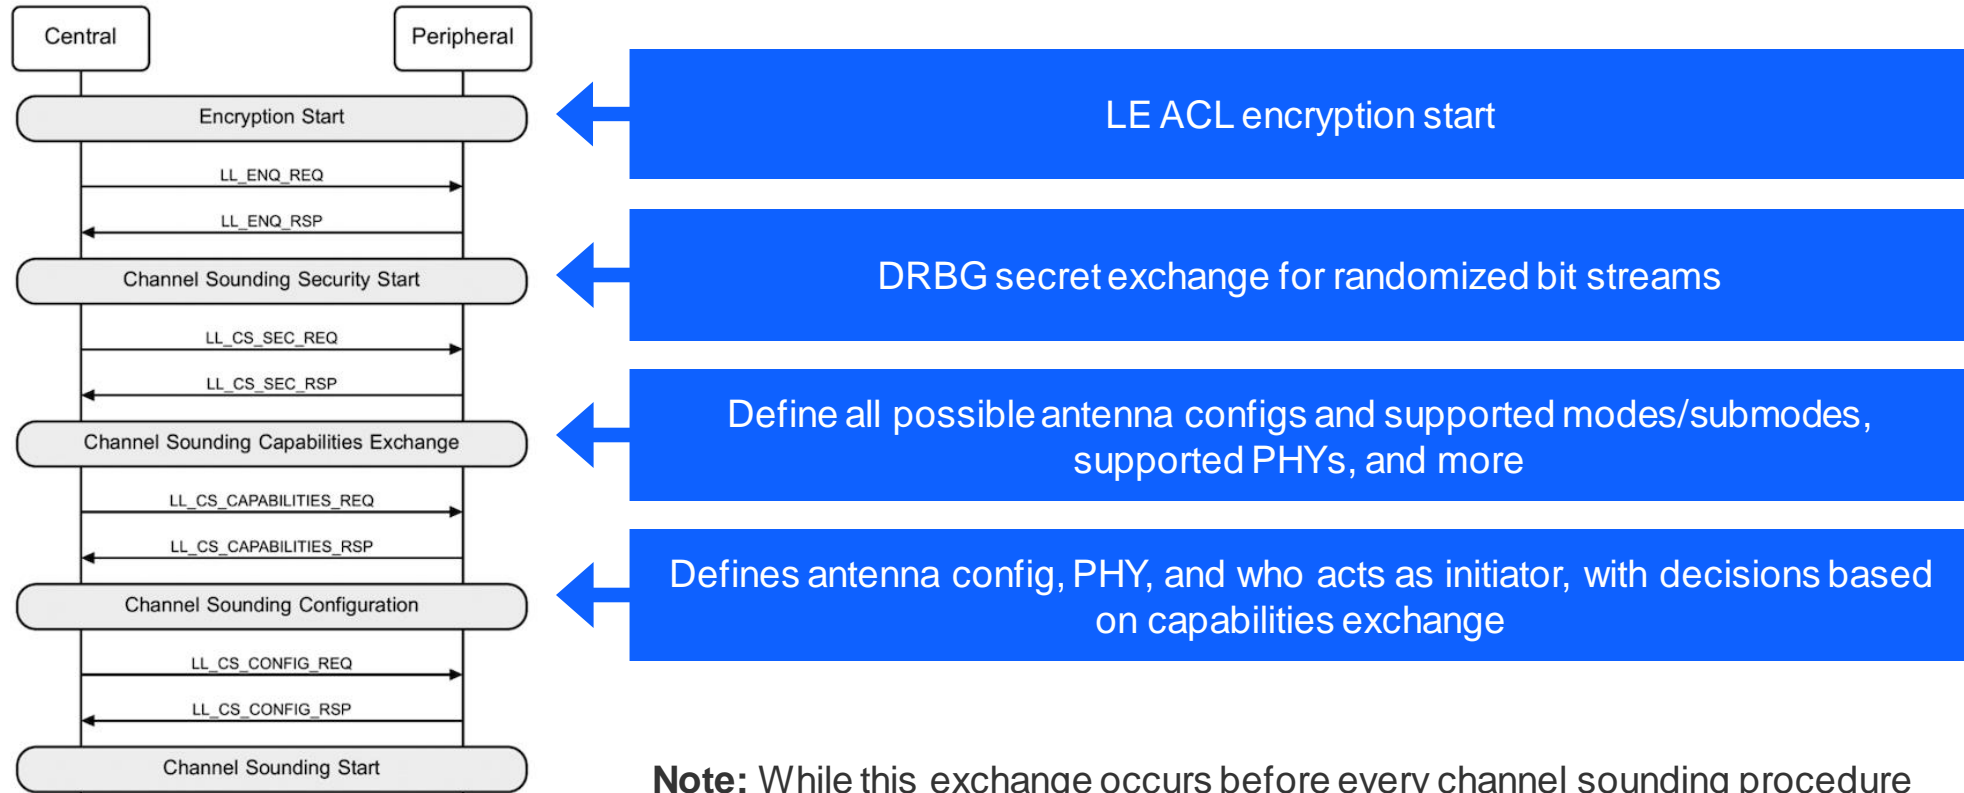 Central
Peripheral
Encryption Start
LL_ENQ_REQ
LL_ENQ_RSP
Channel Sounding Security Start
LL_CS_SEC_REQ
LL_CS_SEC_RSP
Channel Sounding Capabilities Exchange
LL_CS_CAPABILITIES_REQ
LL_CS_CAPABILITIES_RSP
Channel Sounding Configuration
LL_CS_CONFIG_REQ
LL_CS_CONFIG_RSP
Channel Sounding Start
LE ACL encryption start
DRBG secret exchange for randomized bit streams
Define all possible antenna configs and supported modes/submodes,
supported PHYs, and more
Defines antenna config, PHY, and who acts as initiator, with decisions based
on capabilities exchange
Note: While this exchange occurs before every channel sounding procedure